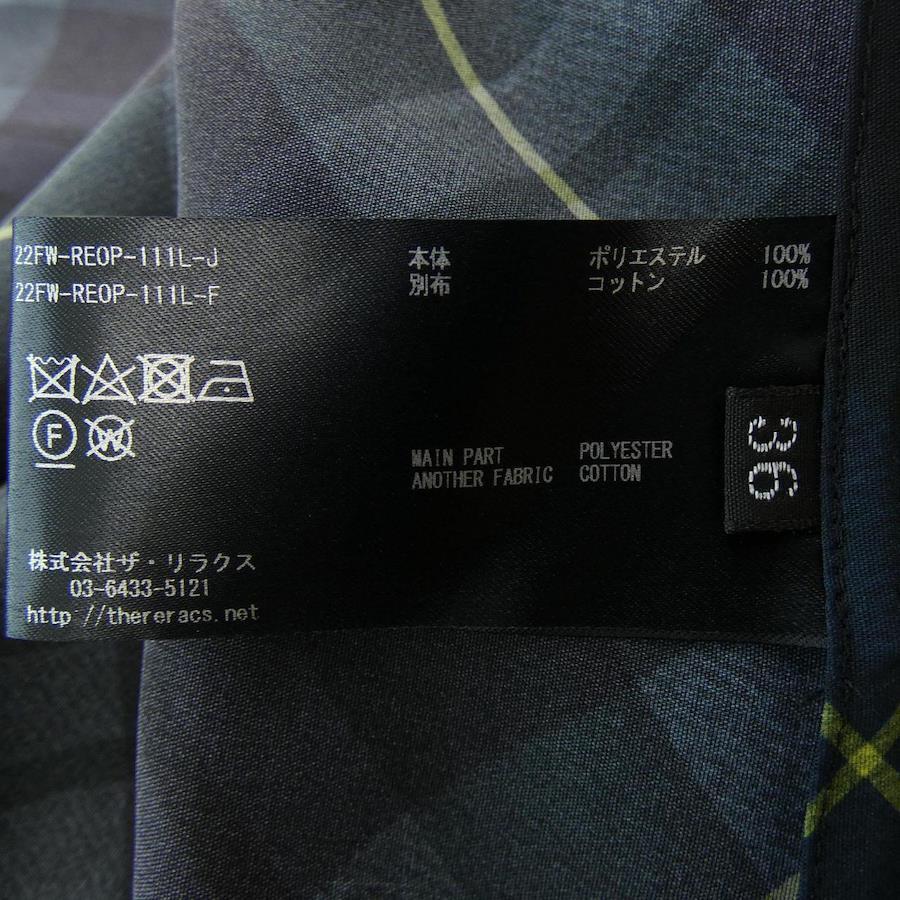 22FW-REOP-111L-J
22FW-REOP-111L-F
本体 ポリエステル 100%
別布 コットン 100%
F
W
MAIN PART POLYESTER
ANOTHER FABRIC COTTON
36
株式会社ザ・リラクス
03-6433-5121
http://thereracs.net